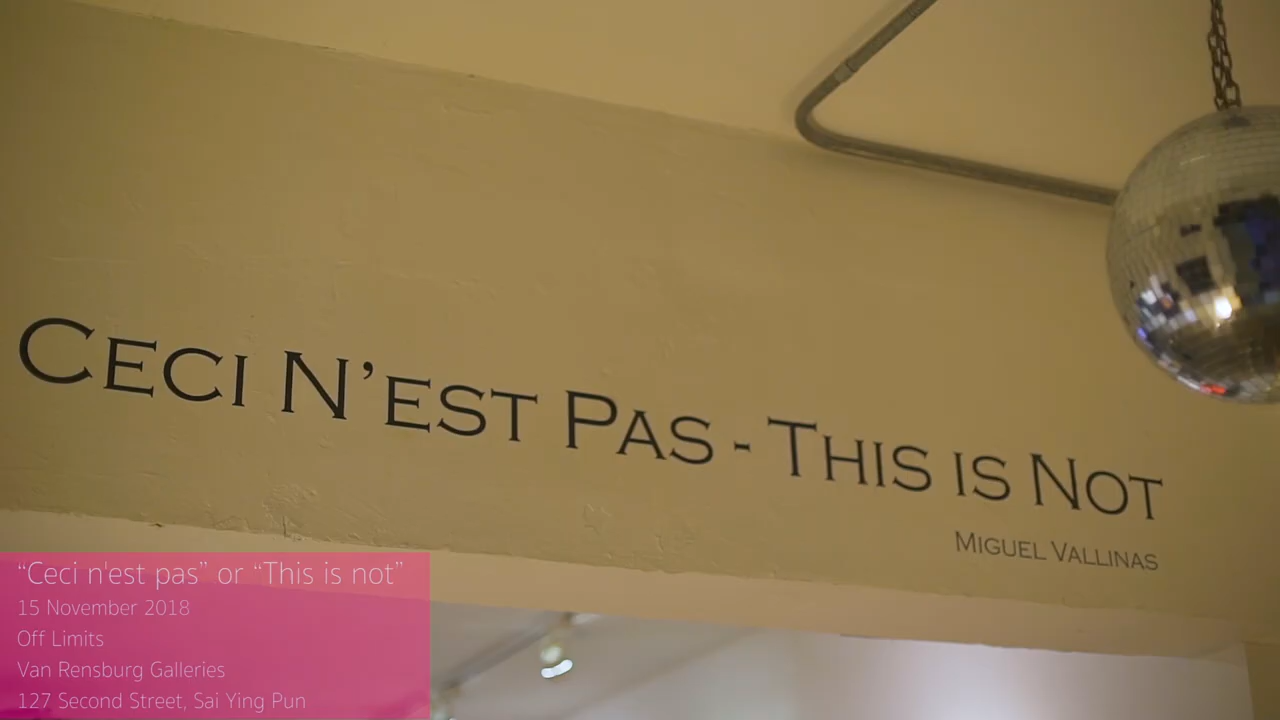 CECI N'EST PAS - THIS IS NOT
MIGUEL VALLINAS
“Ceci n'est pas” or “This is not”
15 November 2018
Off Limits
Van Rensburg Galleries
127 Second Street, Sai Ying Pun